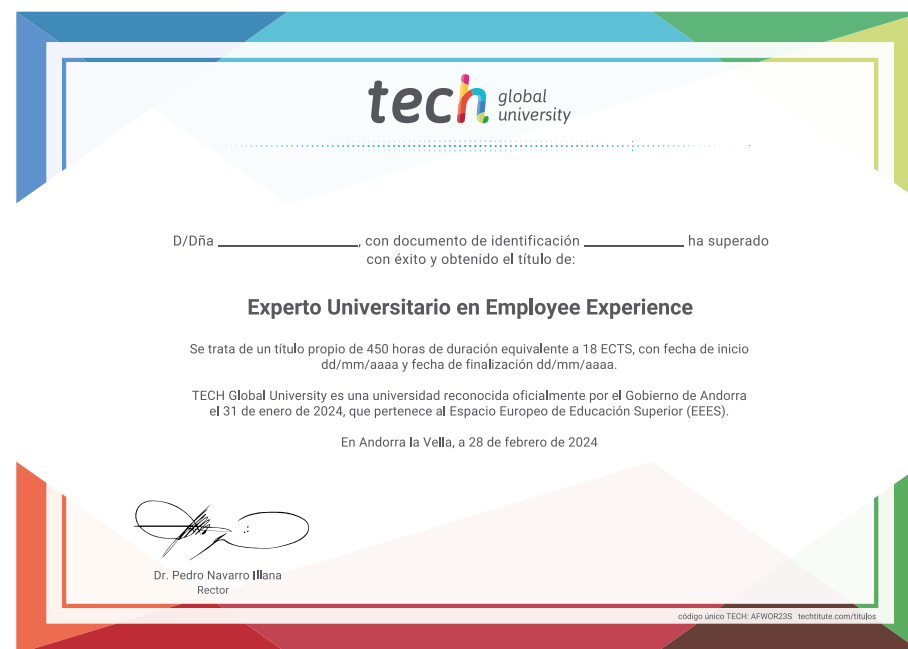 tech global
university
D/Dña ______________, con documento de identificación __________ ha superado
con éxito y obtenido el título de:
Experto Universitario en Employee Experience
Se trata de un título propio de 450 horas de duración equivalente a 18 ECTS, con fecha de inicio
dd/mm/aaaa y fecha de finalización dd/mm/aaaa.
TECH Global University es una universidad reconocida oficialmente por el Gobierno de Andorra
el 31 de enero de 2024, que pertenece al Espacio Europeo de Educación Superior (EEES).
En Andorra la Vella, a 28 de febrero de 2024
Dr. Pedro Navarro Illana
Rector
código único TECH: AFWOR23S techtitute.com/titulos